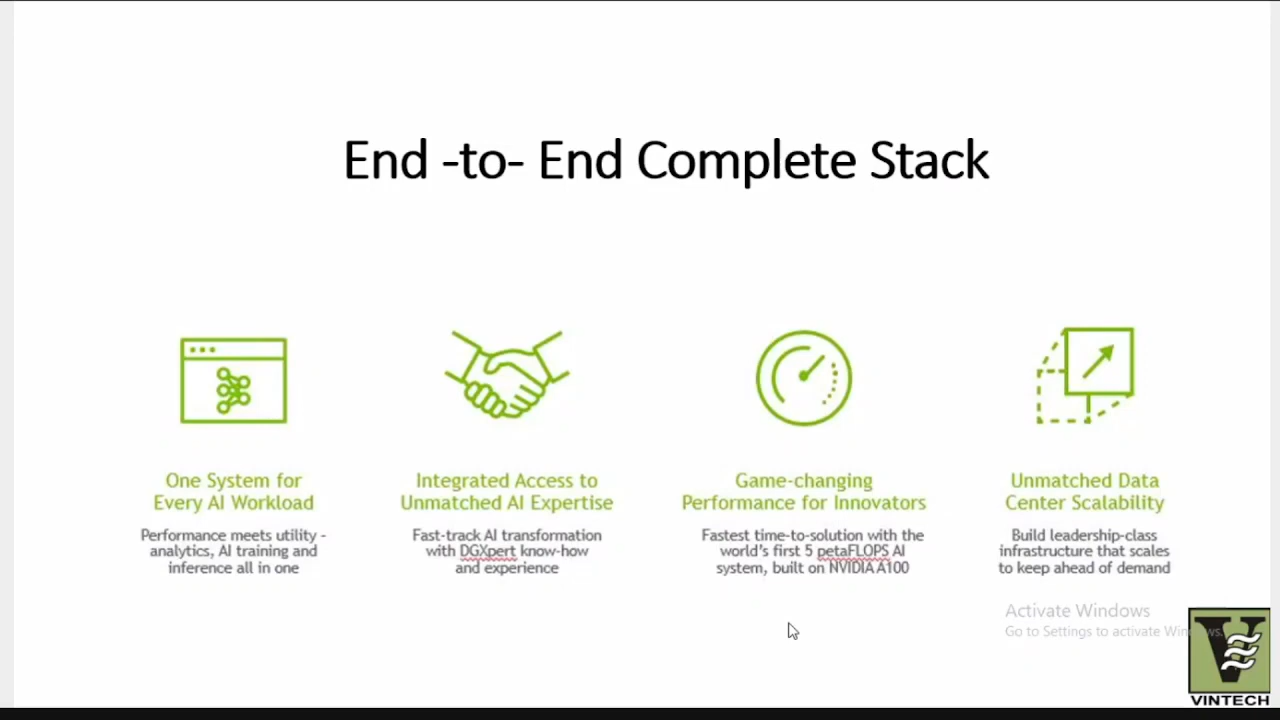 End -to- End Complete Stack
One System for
Every AI Workload
Performance meets utility -
analytics, AI training and
inference all in one
Integrated Access to
Unmatched AI Expertise
Fast-track AI transformation
with DGXpert know-how
and experience
Game-changing
Performance for Innovators
Fastest time-to-solution with the
world's first 5 petaFLOPS AI
system, built on NVIDIA A100
Unmatched Data
Center Scalability
Build leadership-class
infrastructure that scales
to keep ahead of demand
Activate Windows
Go to Settings to activate Windows.
V
VINTECH